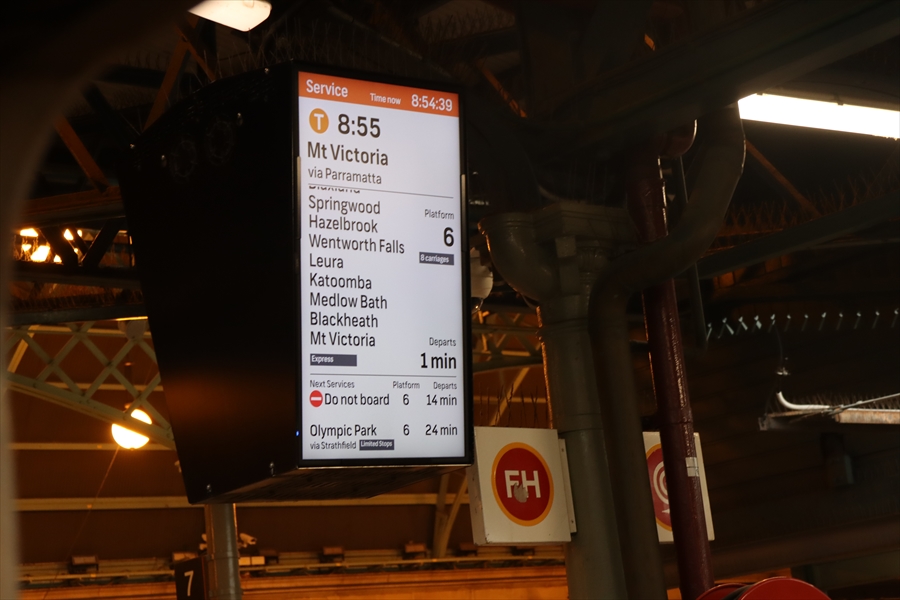 Service Time now 8:54:39
T 8:55
Mt Victoria
via Parramatta
Blaxland
Springwood
Hazelbrook
Wentworth Falls
Leura
Katoomba
Medlow Bath
Blackheath
Mt Victoria
Platform
6
8 carriages
Express
Departs
1 min
Next Services Platform Departs
Do not board 6 14 min
Olympic Park 6 24 min
via Strathfield Limited Stops
FH
7